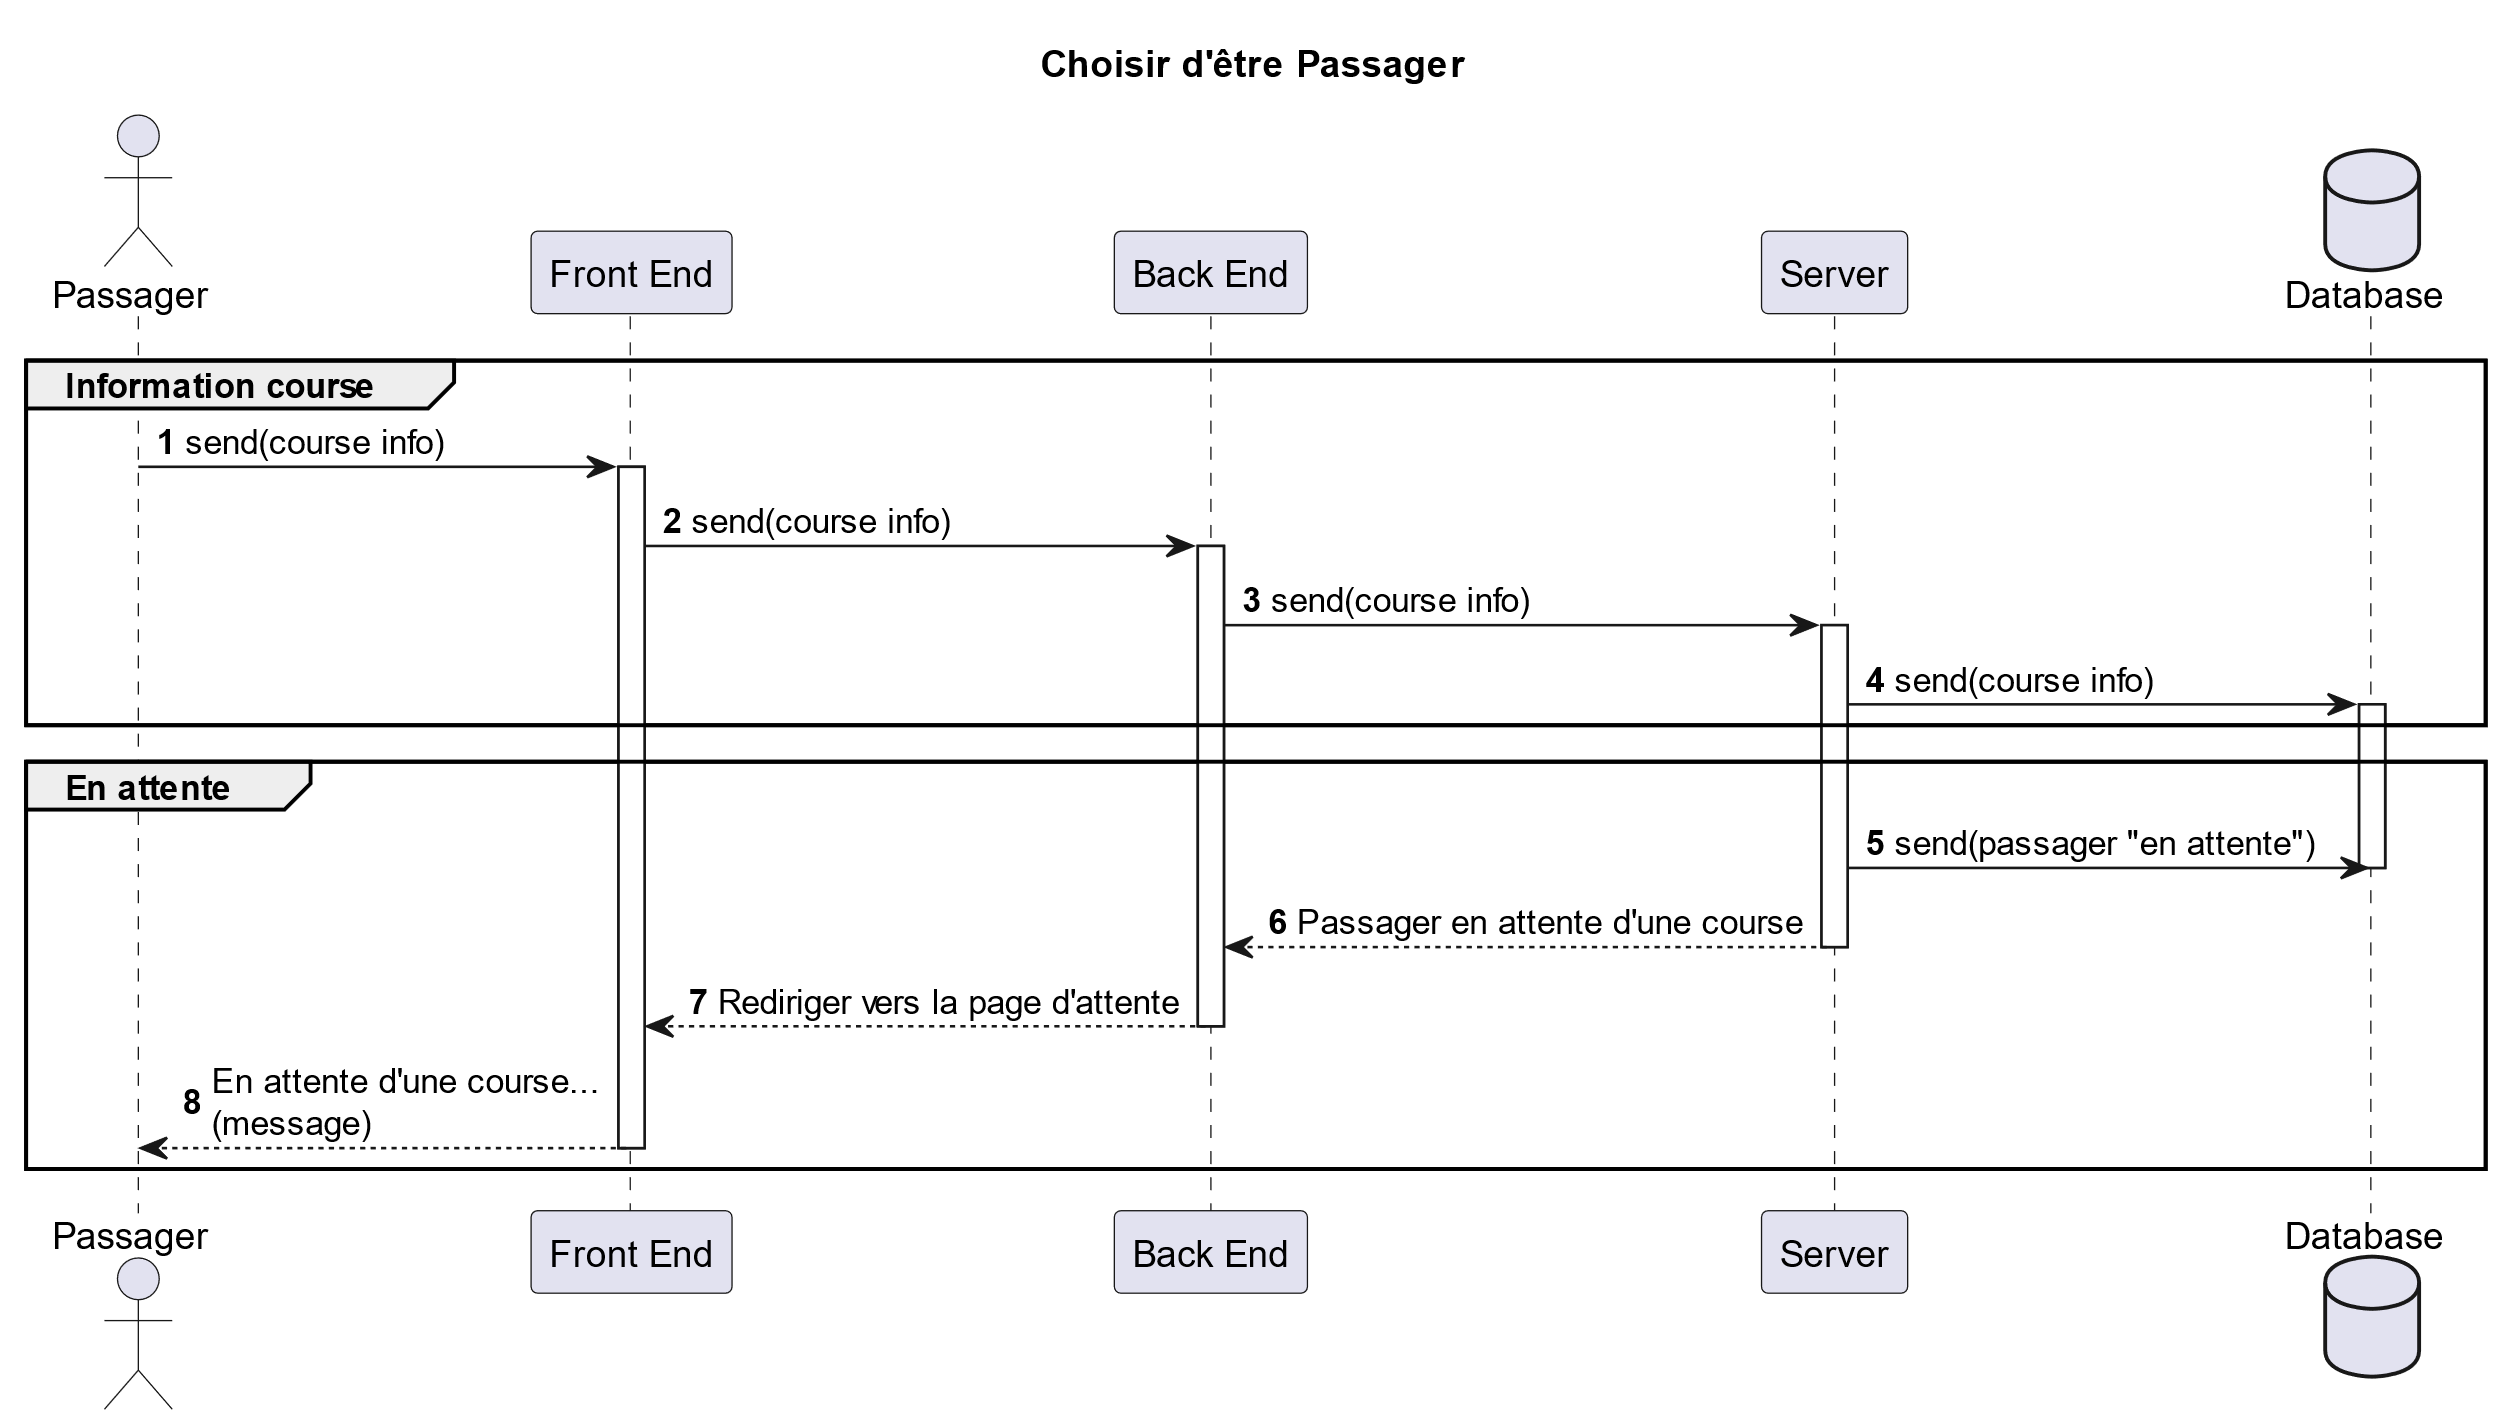 Choisir d'être Passager
Passager
Front End
Back End
Server
Database
Information course
1 send(course info)
2 send(course info)
3 send(course info)
4 send(course info)
En attente
5 send(passager "en attente")
6 Passager en attente d'une course
7 Rediriger vers la page d'attente
8 En attente d'une course...
(message)
Passager
Front End
Back End
Server
Database